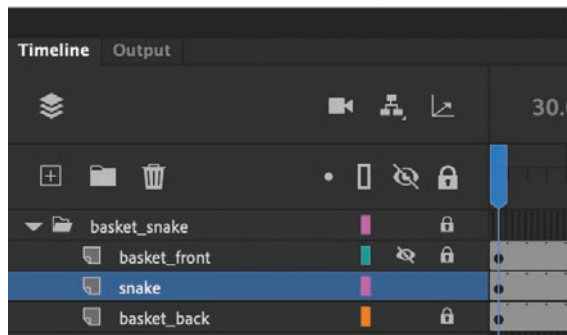 Timeline Output
30.0
basket_snake
basket_front
snake
basket_back